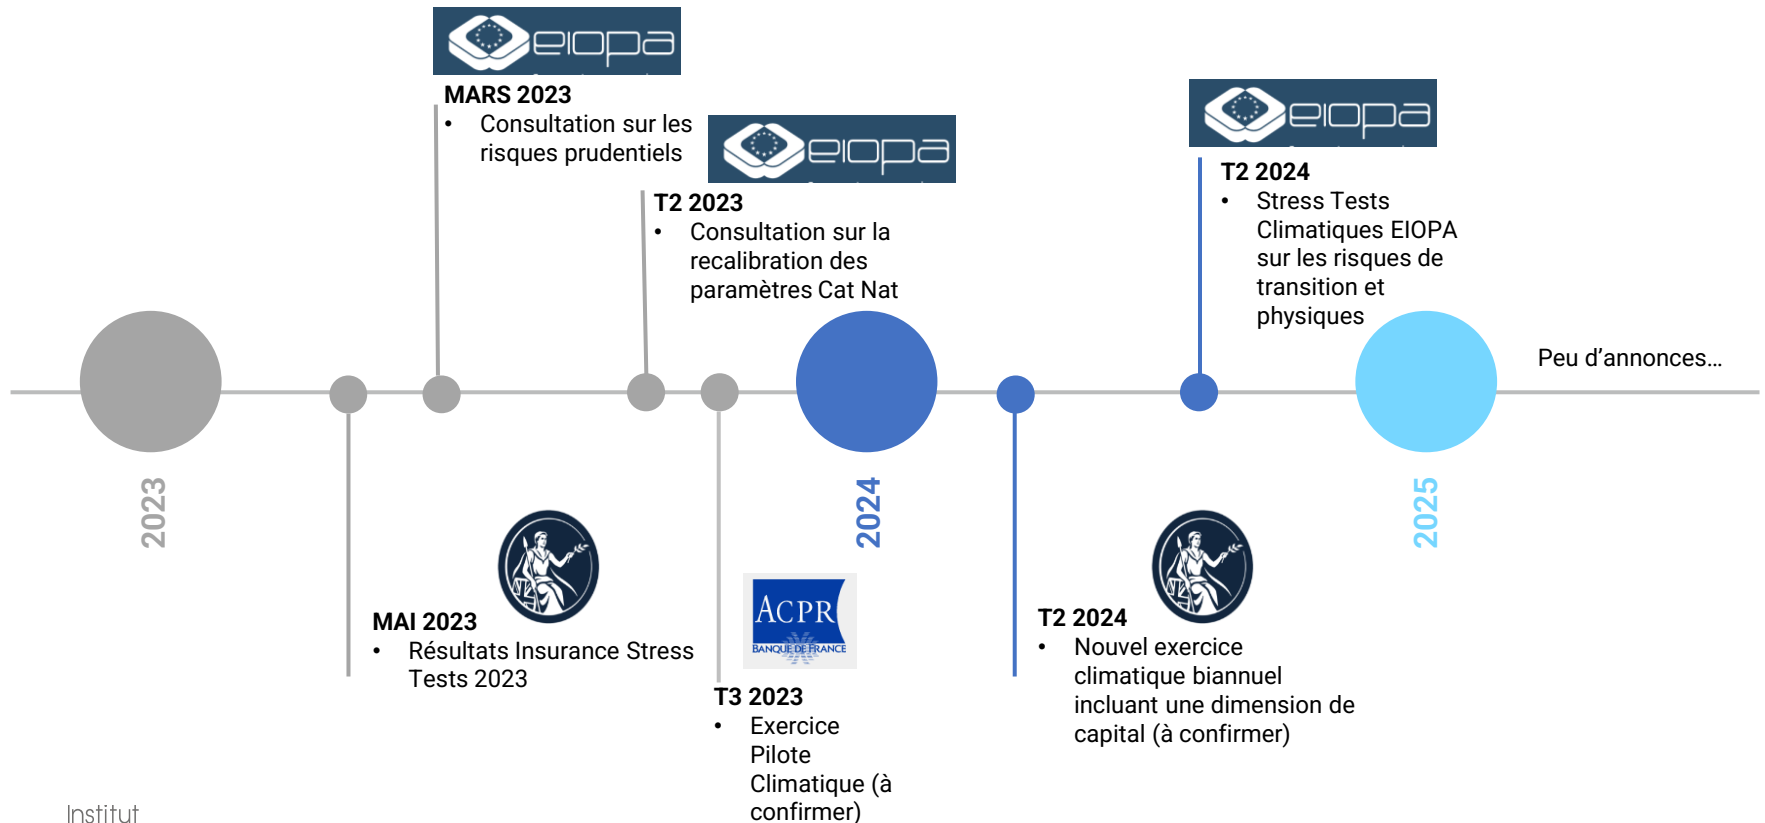 eiopa
MARS 2023
• Consultation sur les
risques prudentiels
eiopa
T2 2023
• Consultation sur la
recalibration des
paramètres Cat Nat
eiopa
T2 2024
• Stress Tests
Climatiques EIOPA
sur les risques de
transition et
physiques
Peu d’annonces…
2023
2024
2025
MAI 2023
• Résultats Insurance Stress
Tests 2023
ACPR
BANQUE DE FRANCE
T3 2023
• Exercice
Pilote
Climatique (à
confirmer)
T2 2024
• Nouvel exercice
climatique biannuel
incluant une dimension de
capital (à confirmer)
Institut